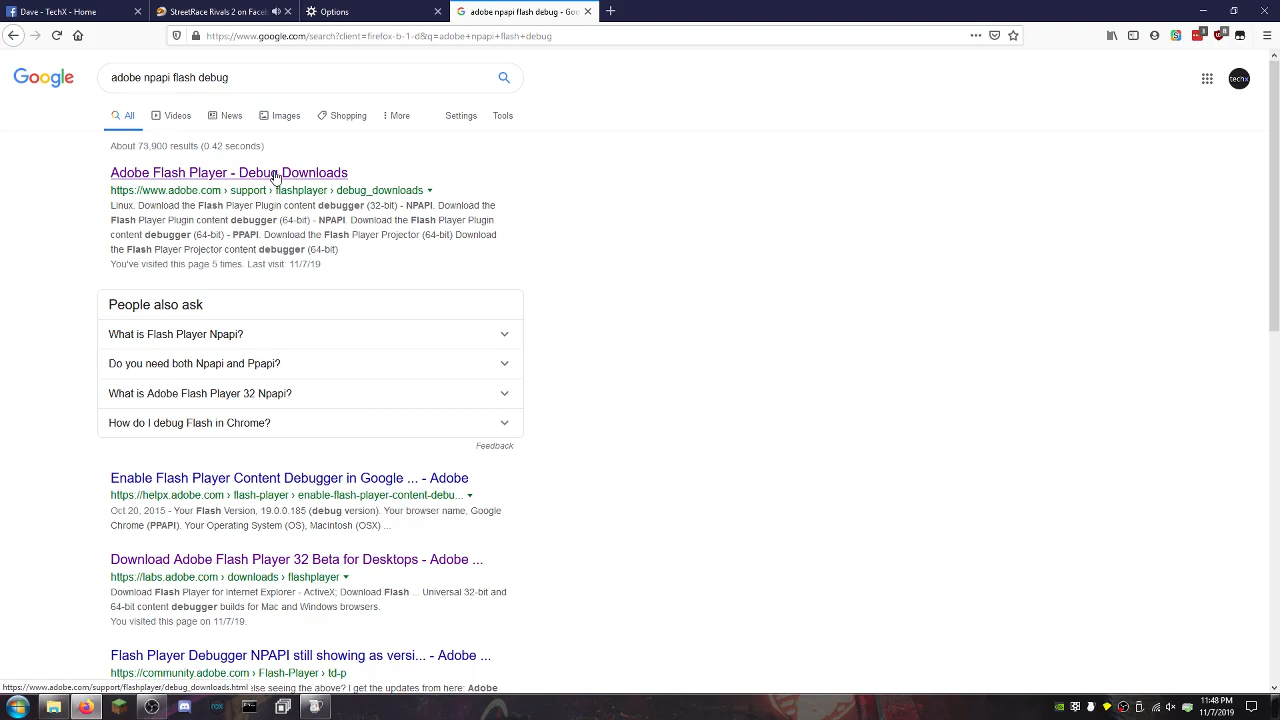 Dave - TechX - Home
StreetRace Rivals 2 on Facel
Options
adobe npapi flash debug - Goo
https://www.google.com/search?client=firefox-b-1-d&q=adobe+npapi+flash+debug
Google
adobe npapi flash debug
techx
All
Videos
News
Images
Shopping
More
Settings
Tools
About 73,900 results (0.42 seconds)
Adobe Flash Player - Debug Downloads
https://www.adobe.com › support › flashplayer › debug_downloads
Linux. Download the Flash Player Plugin content debugger (32-bit) - NPAPI. Download the
Flash Player Plugin content debugger (64-bit) - NPAPI. Download the Flash Player Plugin
content debugger (64-bit) - PPAPI. Download the Flash Player Projector (64-bit) Download
the Flash Player Projector content debugger (64-bit)
You've visited this page 5 times. Last visit: 11/7/19
People also ask
What is Flash Player Npapi?
Do you need both Npapi and Ppapi?
What is Adobe Flash Player 32 Npapi?
How do I debug Flash in Chrome?
Feedback
Enable Flash Player Content Debugger in Google ... - Adobe
https://helpx.adobe.com › flash-player › enable-flash-player-content-debu...
Oct 20, 2015 - Your Flash Version, 19.0.0.185 (debug version). Your browser name, Google
Chrome (PPAPI). Your Operating System (OS), Macintosh (OSX) ...
Download Adobe Flash Player 32 Beta for Desktops - Adobe ...
https://labs.adobe.com › downloads › flashplayer
Download Flash Player for Internet Explorer - ActiveX; Download Flash ... Universal 32-bit and
64-bit content debugger builds for Mac and Windows browsers.
You visited this page on 11/7/19.
Flash Player Debugger NPAPI still showing as versi... - Adobe ...
https://community.adobe.com › Flash-Player › td-p
https://www.adobe.com/support/flashplayer/debug_downloads.html
else seeing the above? I get the updates from here: Adobe
11:48 PM
11/7/2019